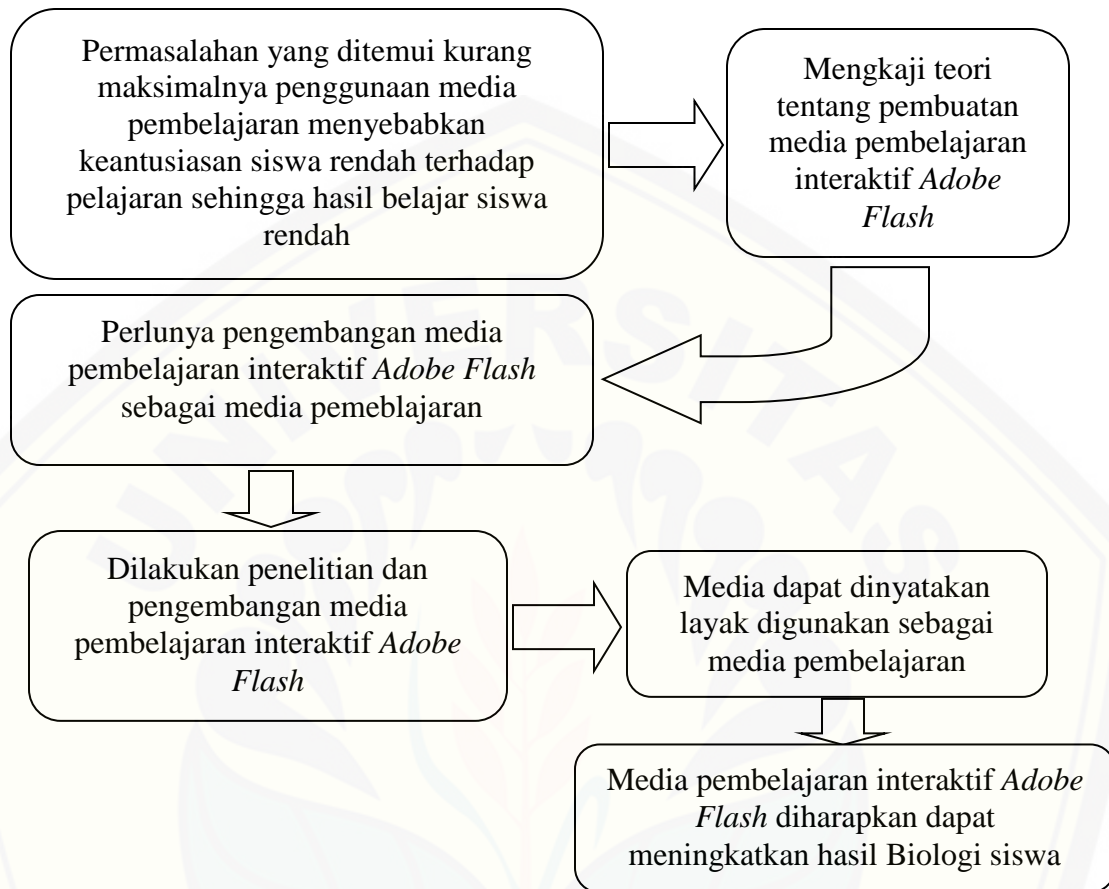 Permasalahan yang ditemui kurang
maksimalnya penggunaan media
pembelajaran menyebabkan
keantusiasan siswa rendah terhadap
pelajaran sehingga hasil belajar siswa
rendah
Mengkaji teori
tentang pembuatan
media pembelajaran
interaktif Adobe
Flash
Perlunya pengembangan media
pembelajaran interaktif Adobe Flash
sebagai media pemeblajaran
Dilakukan penelitian dan
pengembangan media
pembelajaran interaktif Adobe
Flash
Media dapat dinyatakan
layak digunakan sebagai
media pembelajaran
Media pembelajaran interaktif Adobe
Flash diharapkan dapat
meningkatkan hasil Biologi siswa
UNIVERSITAS